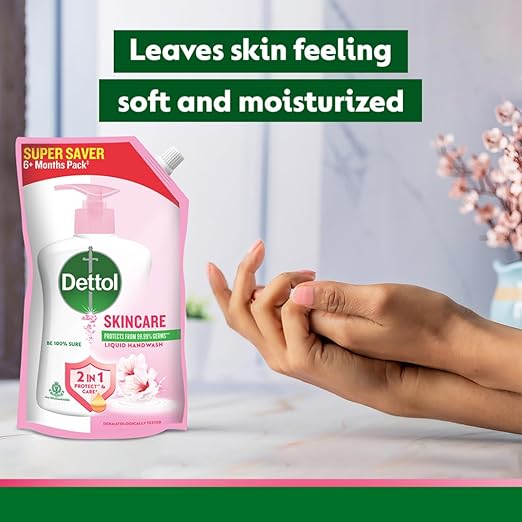 Leaves skin feeling
soft and moisturized
SUPER SAVER
6+ Months Pack
Dettol
SKINCARE
PROTECTS FROM 99.99% GERMS
LIQUID HANDWASH
BE 100% SURE
2 IN 1
PROTECT & 
CARE
DERMATOLOGICALLY TESTED